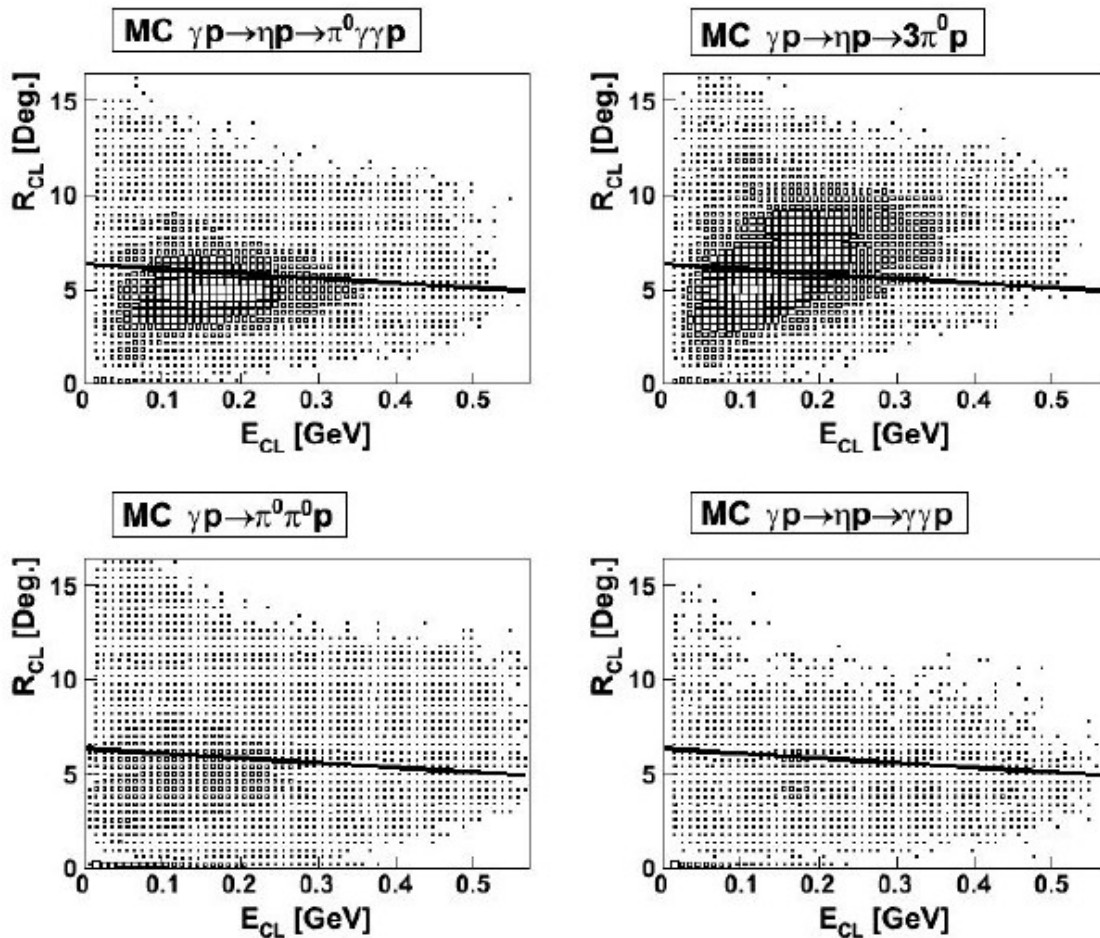 MC γp→ηp→π⁰γγp
MC γp→ηp→3π⁰p
R_CL [Deg.]
15
10
5
0
0 0.1 0.2 0.3 0.4 0.5
E_CL [GeV]
R_CL [Deg.]
15
10
5
0
0 0.1 0.2 0.3 0.4 0.5
E_CL [GeV]
MC γp→π⁰π⁰p
MC γp→ηp→γγp
R_CL [Deg.]
15
10
5
0
0 0.1 0.2 0.3 0.4 0.5
E_CL [GeV]
R_CL [Deg.]
15
10
5
0
0 0.1 0.2 0.3 0.4 0.5
E_CL [GeV]